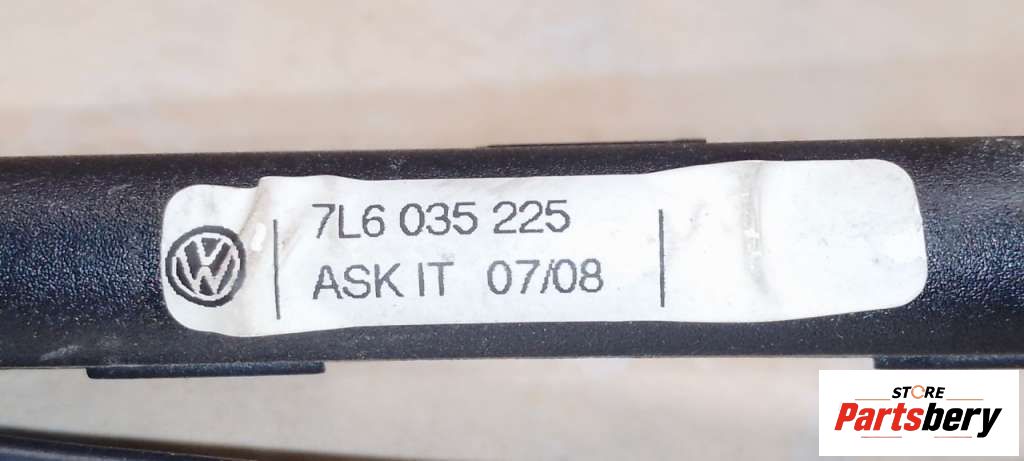 7L6 035 225
ASK IT 07/08
STORE
Partsbery